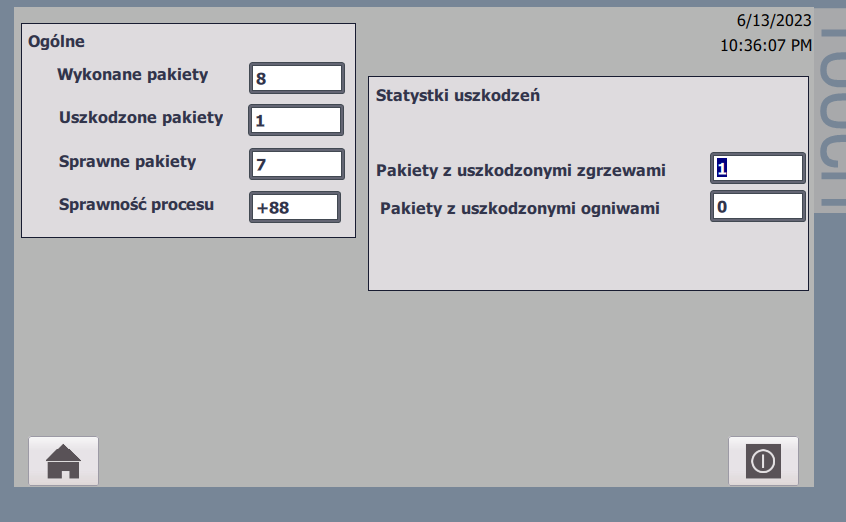 6/13/2023
10:36:07 PM
Ogólne
Wykonane pakiety 8
Uszkodzone pakiety 1
Sprawne pakiety 7
Sprawność procesu +88
Statystki uszkodzeń
Pakiety z uszkodzonymi zgrzewami 1
Pakiety z uszkodzonymi ogniwami 0